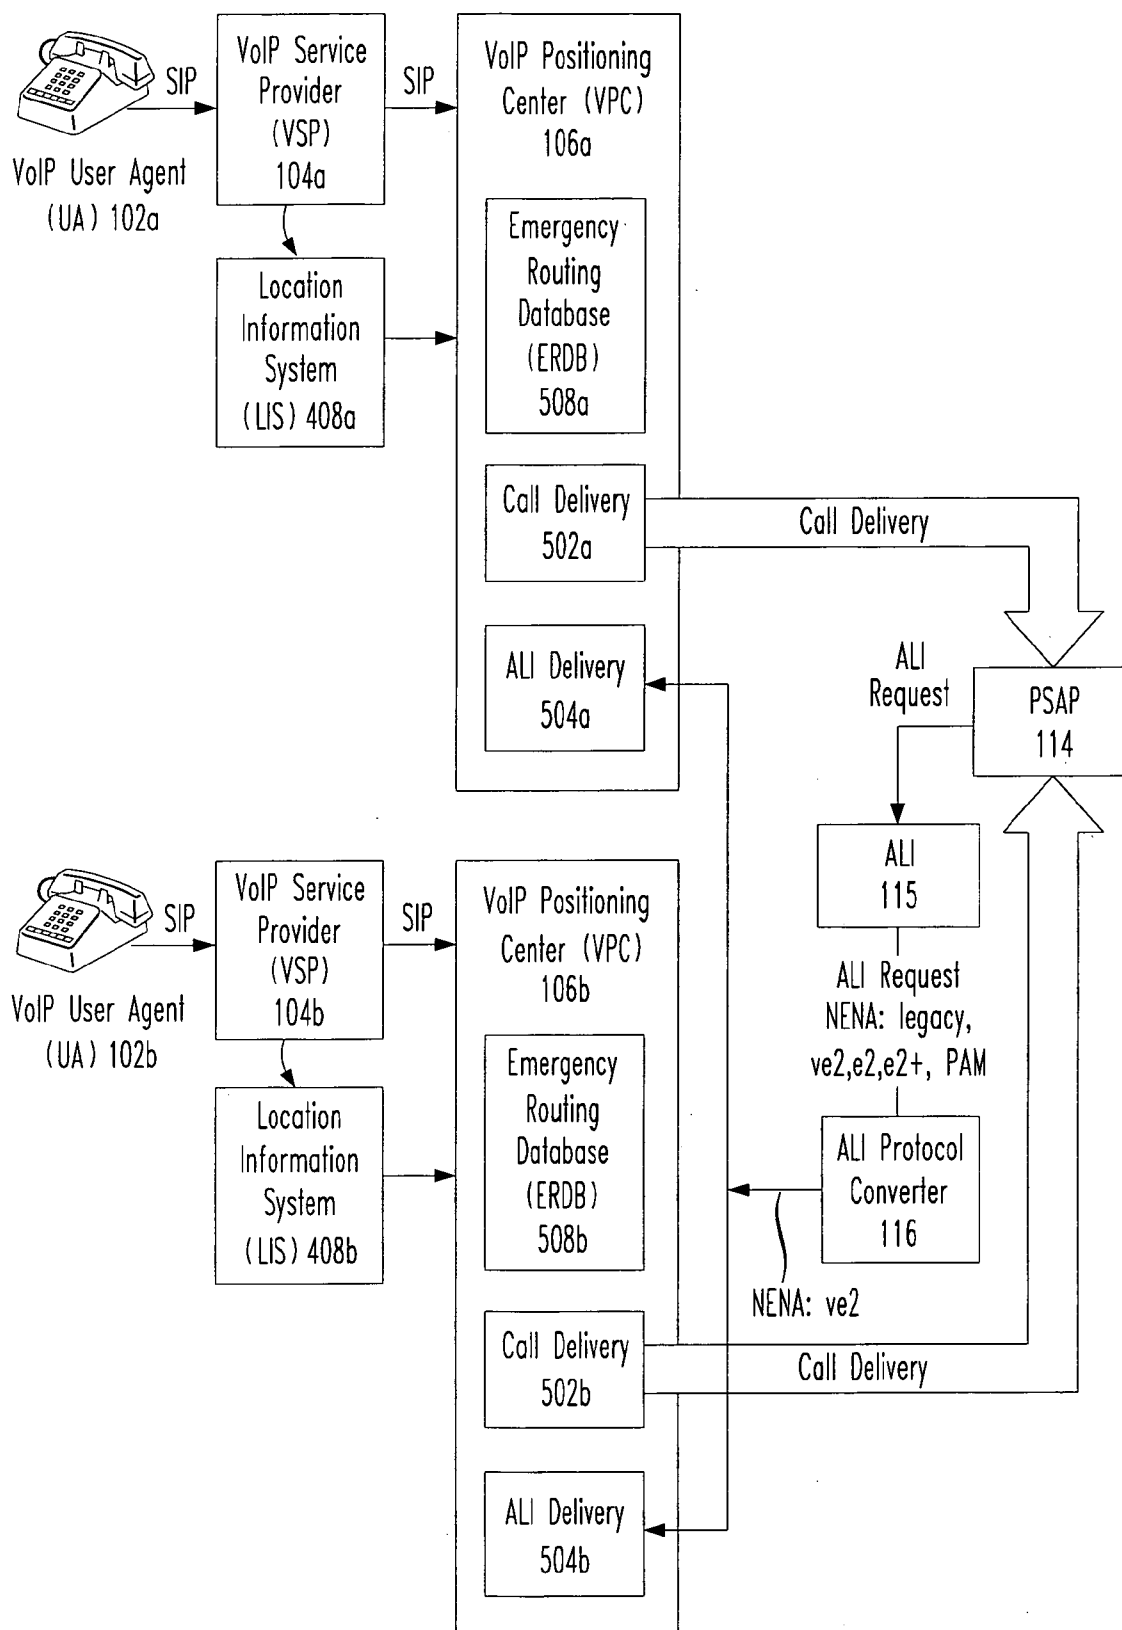 SIP
VoIP User Agent
(UA) 102a
VoIP Service
Provider
(VSP)
104a
SIP
Location
Information
System
(LIS) 408a
VoIP Positioning
Center (VPC)
106a
Emergency
Routing
Database
(ERDB)
508a
Call Delivery
502a
Call Delivery
ALI Delivery
504a
ALI
Request
PSAP
114
ALI
115
ALI Request
NENA: legacy,
ve2,e2,e2+, PAM
ALI Protocol
Converter
116
NENA: ve2
SIP
VoIP User Agent
(UA) 102b
VoIP Service
Provider
(VSP)
104b
SIP
Location
Information
System
(LIS) 408b
VoIP Positioning
Center (VPC)
106b
Emergency
Routing
Database
(ERDB)
508b
Call Delivery
502b
Call Delivery
ALI Delivery
504b